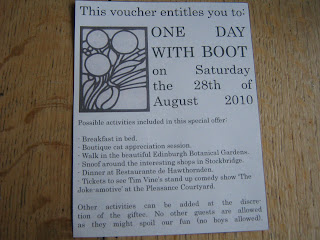 This voucher entitles you to:
ONE DAY
WITH BOOT
on Saturday
the 28th of
August 2010
Possible activities included in this special offer:
- Breakfast in bed.
- Boutique cat appreciation session.
- Walk in the beautiful Edinburgh Botanical Gardens.
- Snoof around the interesting shops in Stockbridge.
- Dinner at Restaurante de Hawthornden.
- Tickets to see Tim Vine's stand up comedy show 'The
Joke-amotive' at the Pleasance Courtyard.
Other activities can be added at the discre-
tion of the giftee. No other guests are allowed
as they might spoil our fun (no boys allowed).